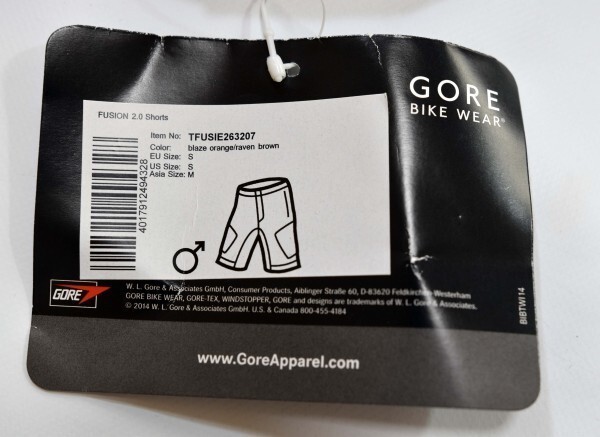 GORE
BIKE WEAR®
FUSION 2.0 Shorts
Item No: TFUSIE263207
Color: blaze orange/raven brown
EU Size: S
US Size: S
Asia Size: M
4017912494328
GORE
W. L. Gore & Associates GmbH, Consumer Products, Aiblinger Straße 60, D-83620 Feldkirchen-Westerham
GORE BIKE WEAR, GORE-TEX, WINDSTOPPER, GORE and designs are trademarks of W. L. Gore & Associates.
© 2014 W. L. Gore & Associates GmbH. U.S. & Canada 800-455-4184
BIBTWI14
www.GoreApparel.com